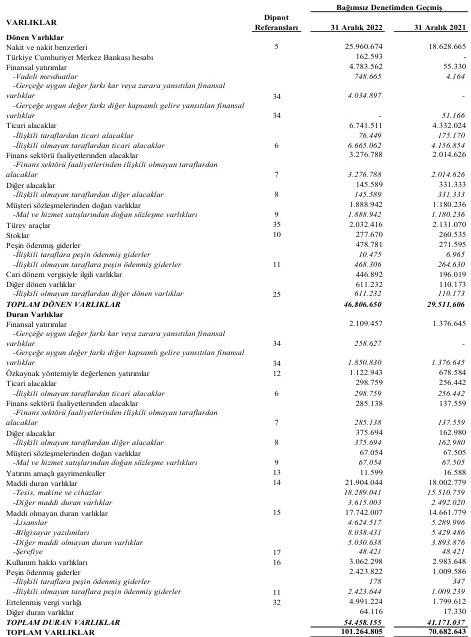 Bağımsız Denetimden Geçmiş
VARLIKLAR Dipnot Referansları 31 Aralık 2022 31 Aralık 2021
Dönen Varlıklar
Nakit ve nakit benzerleri 5 25.960.674 18.628.665
Türkiye Cumhuriyet Merkez Bankası hesabı 162.593 -
Finansal yatırımlar 4.783.562 55.330
-Vadeli mevduatlar 748.665 4.164
-Gerçeğe uygun değer farkı kar veya zarara yansıtılan finansal
varlıklar 34 4.034.897 -
-Gerçeğe uygun değer farkı diğer kapsamlı gelire yansıtılan finansal
varlıklar 34 - 51.166
Ticari alacaklar 6.741.511 4.332.024
-İlişkili taraflardan ticari alacaklar 76.449 175.170
-İlişkili olmayan taraflardan ticari alacaklar 6 6.665.062 4.156.854
Finans sektörü faaliyetlerinden alacaklar 3.276.788 2.014.626
-Finans sektörü faaliyetlerinden ilişkili olmayan taraflardan
alacaklar 7 3.276.788 2.014.626
Diğer alacaklar 145.589 331.333
-İlişkili olmayan taraflardan diğer alacaklar 8 145.589 331.333
Müşteri sözleşmelerinden doğan varlıklar 1.888.942 1.180.236
-Mal ve hizmet satışlarından doğan sözleşme varlıkları 9 1.888.942 1.180.236
Türev araçlar 35 2.032.416 2.131.070
Stoklar 10 277.670 260.535
Peşin ödenmiş giderler 478.781 271.595
-İlişkili taraflara peşin ödenmiş giderler 10.475 6.965
-İlişkili olmayan taraflara peşin ödenmiş giderler 11 468.306 264.630
Cari dönem vergisiyle ilgili varlıklar 446.892 196.019
Diğer dönen varlıklar 611.232 110.173
-İlişkili olmayan taraflardan diğer dönen varlıklar 25 611.232 110.173
TOPLAM DÖNEN VARLIKLAR 46.806.650 29.511.606
Duran Varlıklar
Finansal yatırımlar 2.109.457 1.376.645
-Gerçeğe uygun değer farkı kar veya zarara yansıtılan finansal
varlıklar 34 258.627 -
-Gerçeğe uygun değer farkı diğer kapsamlı gelire yansıtılan finansal
varlıklar 34 1.850.830 1.376.645
Özkaynak yöntemiyle değerlenen yatırımlar 12 1.122.943 678.584
Ticari alacaklar 298.759 256.442
-İlişkili olmayan taraflardan ticari alacaklar 6 298.759 256.442
Finans sektörü faaliyetlerinden alacaklar 285.138 137.559
-Finans sektörü faaliyetlerinden ilişkili olmayan taraflardan
alacaklar 7 285.138 137.559
Diğer alacaklar 375.694 162.980
-İlişkili olmayan taraflardan diğer alacaklar 8 375.694 162.980
Müşteri sözleşmelerinden doğan varlıklar 67.054 67.505
-Mal ve hizmet satışlarından doğan sözleşme varlıkları 9 67.054 67.505
Yatırım amaçlı gayrimenkuller 13 11.599 16.588
Maddi duran varlıklar 14 21.904.044 18.002.779
-Tesis, makine ve cihazlar 18.289.041 15.510.759
-Diğer maddi duran varlıklar 3.615.003 2.492.020
Maddi olmayan duran varlıklar 15 17.742.007 14.661.779
-Lisanslar 4.624.517 5.289.996
-Bilgisayar yazılımları 8.038.431 5.429.486
-Diğer maddi olmayan duran varlıklar 5.030.638 3.893.876
-Şerefiye 17 48.421 48.421
Kullanım hakkı varlıkları 16 3.062.298 2.983.648
Peşin ödenmiş giderler 2.423.822 1.009.586
-İlişkili taraflara peşin ödenmiş giderler 178 347
-İlişkili olmayan taraflara peşin ödenmiş giderler 11 2.423.644 1.009.239
Ertelenmiş vergi varlığı 32 4.991.224 1.799.612
Diğer duran varlıklar 64.116 17.330
TOPLAM DURAN VARLIKLAR 54.458.155 41.171.037
TOPLAM VARLIKLAR 101.264.805 70.682.643